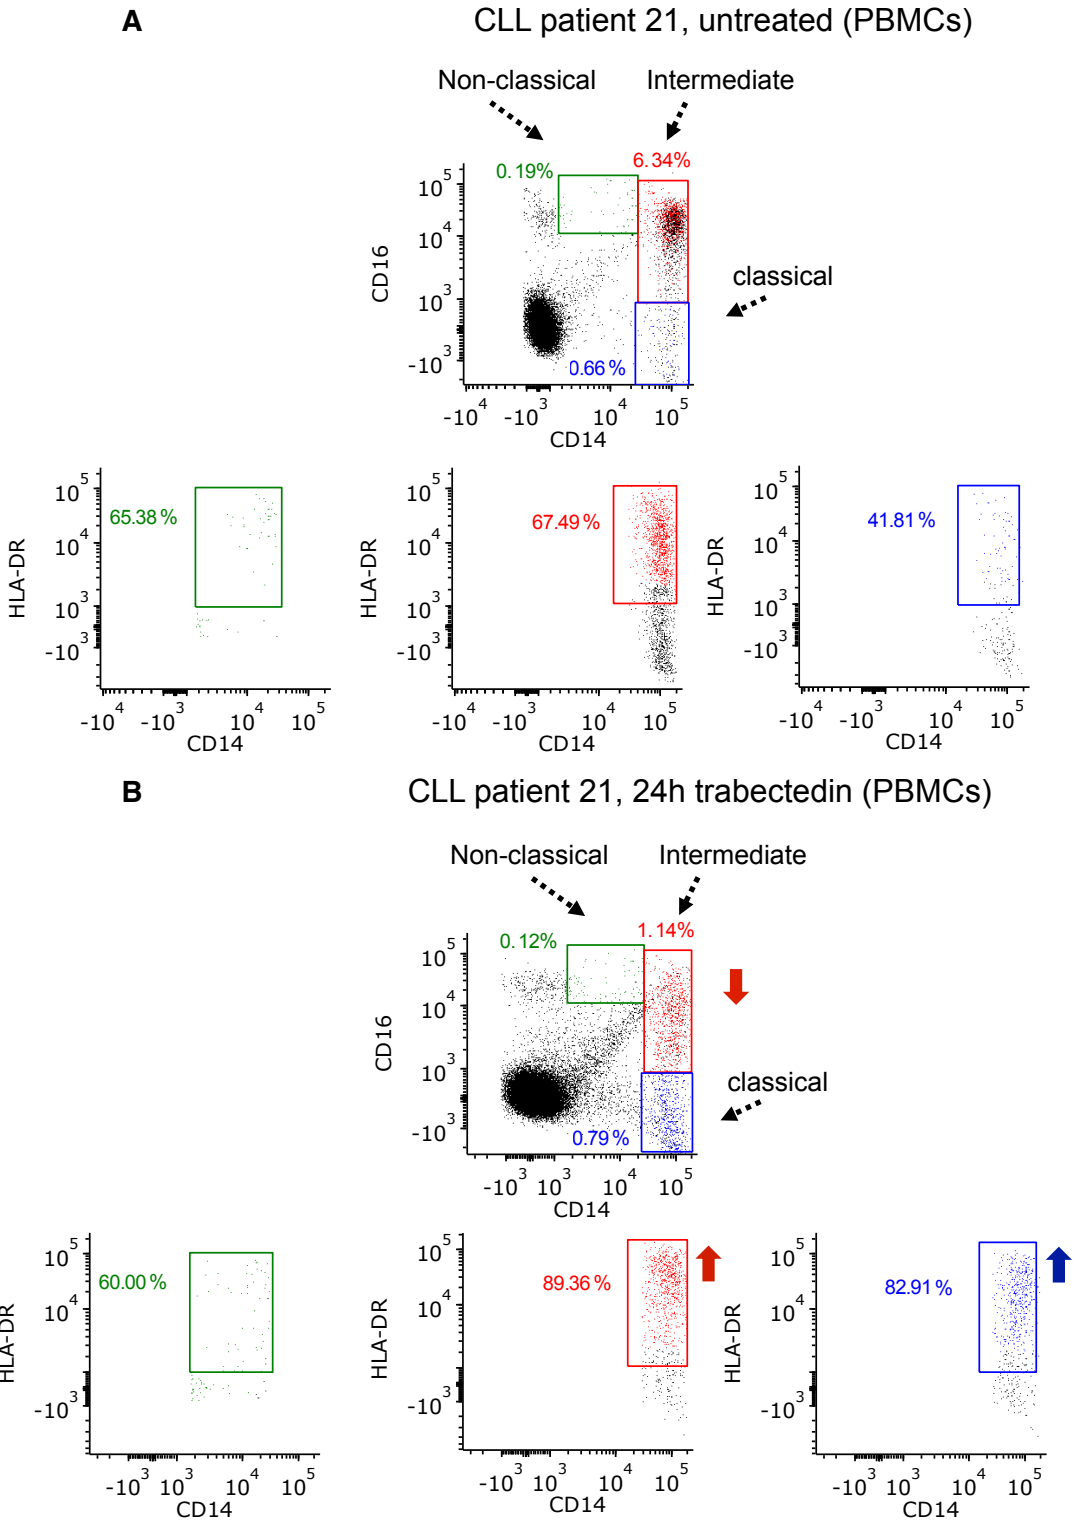 A
CLL patient 21, untreated (PBMCs)
Non-classical
Intermediate
0.19%
6.34%
10^5
10^4
10^3
-10^3
CD16
classical
0.66 %
-10^4 -10^3 10^4 10^5
CD14
65.38 %
10^5
10^4
10^3
-10^3
HLA-DR
-10^4 -10^3 10^4 10^5
CD14
67.49 %
10^5
10^4
10^3
-10^3
HLA-DR
-10^4 -10^3 10^4 10^5
CD14
41.81 %
10^5
10^4
10^3
-10^3
HLA-DR
-10^4 -10^3 10^4 10^5
CD14
B
CLL patient 21, 24h trabectedin (PBMCs)
Non-classical
Intermediate
0.12%
1.14%
10^5
10^4
10^3
-10^3
CD16
classical
0.79 %
-10^3 10^3 10^4 10^5
CD14
60.00 %
10^5
10^4
-10^3
HLA-DR
-10^3 10^3 10^4 10^5
CD14
89.36 %
10^5
10^4
-10^3
HLA-DR
-10^3 10^3 10^4 10^5
CD14
82.91 %
10^5
10^4
-10^3
HLA-DR
-10^3 10^3 10^4 10^5
CD14